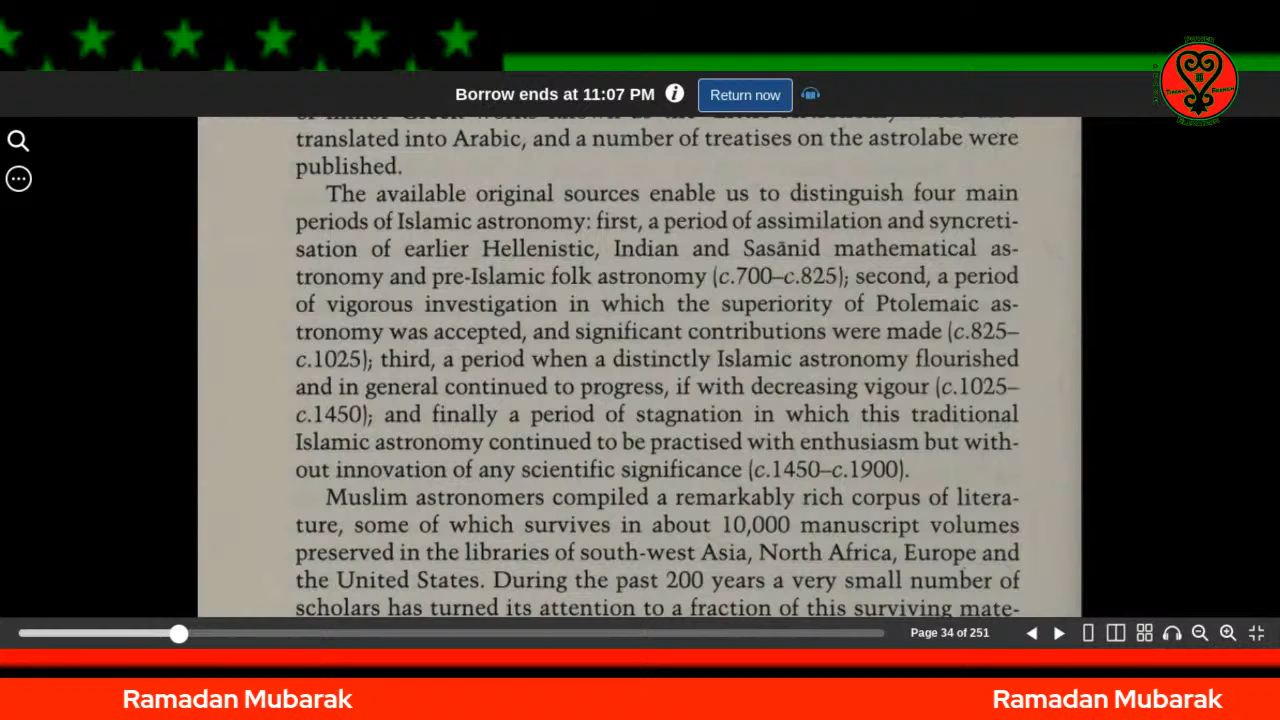 Borrow ends at 11:07 PM
Return now
translated into Arabic, and a number of treatises on the astrolabe were
published.
The available original sources enable us to distinguish four main
periods of Islamic astronomy: first, a period of assimilation and syncreti-
sation of earlier Hellenistic, Indian and Sasānid mathematical as-
tronomy and pre-Islamic folk astronomy (c.700–c.825); second, a period
of vigorous investigation in which the superiority of Ptolemaic as-
tronomy was accepted, and significant contributions were made (c.825–
c.1025); third, a period when a distinctly Islamic astronomy flourished
and in general continued to progress, if with decreasing vigour (c.1025–
c.1450); and finally a period of stagnation in which this traditional
Islamic astronomy continued to be practised with enthusiasm but with-
out innovation of any scientific significance (c.1450–c.1900).
Muslim astronomers compiled a remarkably rich corpus of litera-
ture, some of which survives in about 10,000 manuscript volumes
preserved in the libraries of south-west Asia, North Africa, Europe and
the United States. During the past 200 years a very small number of
scholars has turned its attention to a fraction of this surviving mate-
Page 34 of 251
Ramadan Mubarak
Ramadan Mubarak